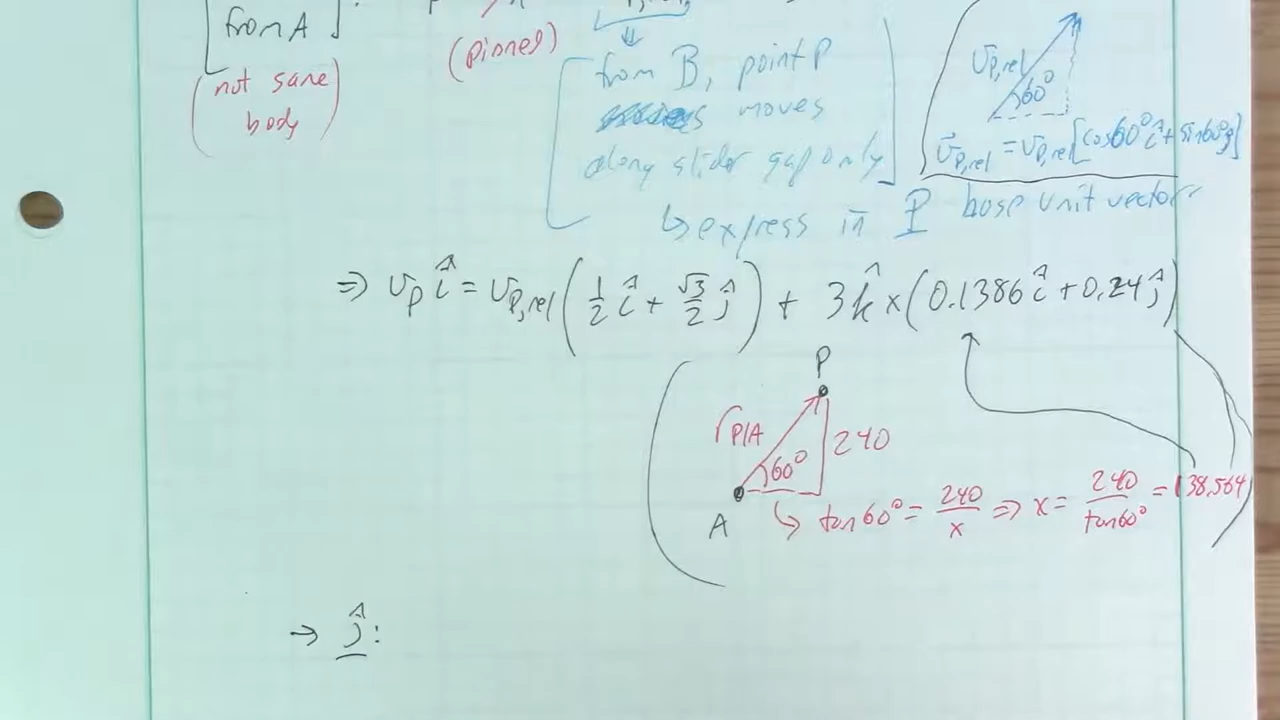 from A
(not same body)
(pinned)
from B, point P
moves
along slider gap only
↳ express in I base unit vectors
v_P,rel
60°
v⃗_P,rel = v_P,rel [cos60° î + sin60° ĵ]
⇒ v_P î = v_P,rel (1/2 î + √3/2 ĵ) + 3k̂ × (0.1386 î + 0.24 ĵ)
P
r_P/A
240
60°
A
↳ tan60° = 240/x ⇒ x = 240/tan60° = 138.564
→ ĵ: